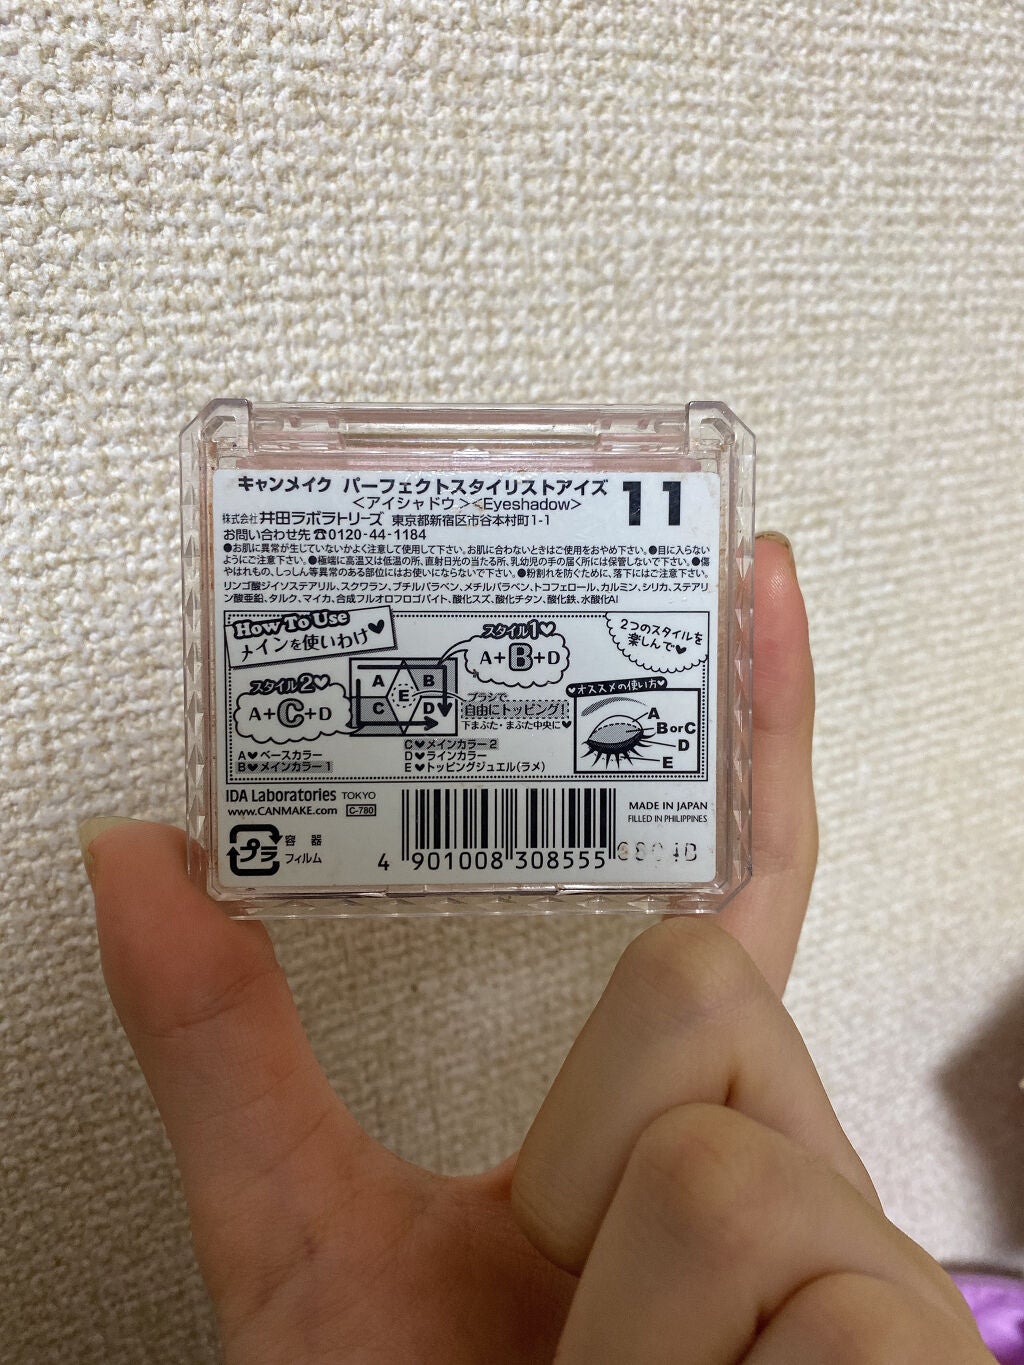 キャンメイク パーフェクトスタイリストアイズ
<アイシャドウ><Eyeshadow>
11
株式会社 井田ラボラトリーズ 東京都新宿区市谷本村町1-1
お問い合わせ先☎0120-44-1184
●お肌に異常が生じていないかよく注意して使用して下さい。お肌に合わないときはご使用をおやめ下さい。●目に入らない
ようにご注意下さい。●極端に高温又は低温の所、直射日光の当たる所、乳幼児の手の届く所には保管しないで下さい。●傷
やはれもの、しっしん等異常のある部位にはお使いにならないで下さい。●粉割れを防ぐために、落下にはご注意下さい。
リンゴ酸ジイソステアリル、スクワラン、ブチルパラベン、メチルパラベン、トコフェロール、カルミン、シリカ、ステアリ
ン酸亜鉛、タルク、マイカ、合成フルオロフロゴパイト、酸化スズ、酸化チタン、酸化鉄、水酸化Al
How To Use
メインを使いわけ♥
スタイル1♥
A+B+D
2つのスタイルを
楽しんで♥
スタイル2♥
A+C+D
A
B
C
D
E
ブラシで
自由にトッピング!
下まぶた・まぶた中央に♥
♥オススメの使い方♥
A
B or C
D
E
A♥ベースカラー
B♥メインカラー1
C♥メインカラー2
D♥ラインカラー
E♥トッピングジュエル(ラメ)
IDA Laboratories TOKYO
www.CANMAKE.com C-780
MADE IN JAPAN
FILLED IN PHILIPPINES
プラ
容器
フィルム
4 901008 308555